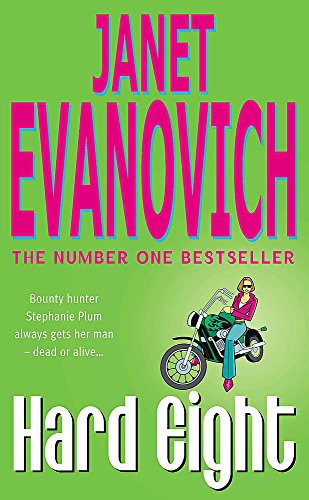 JANET
EVANOVICH
THE NUMBER ONE BESTSELLER
Bounty hunter
Stephanie Plum
always gets her man
– dead or alive...
Hard Eight